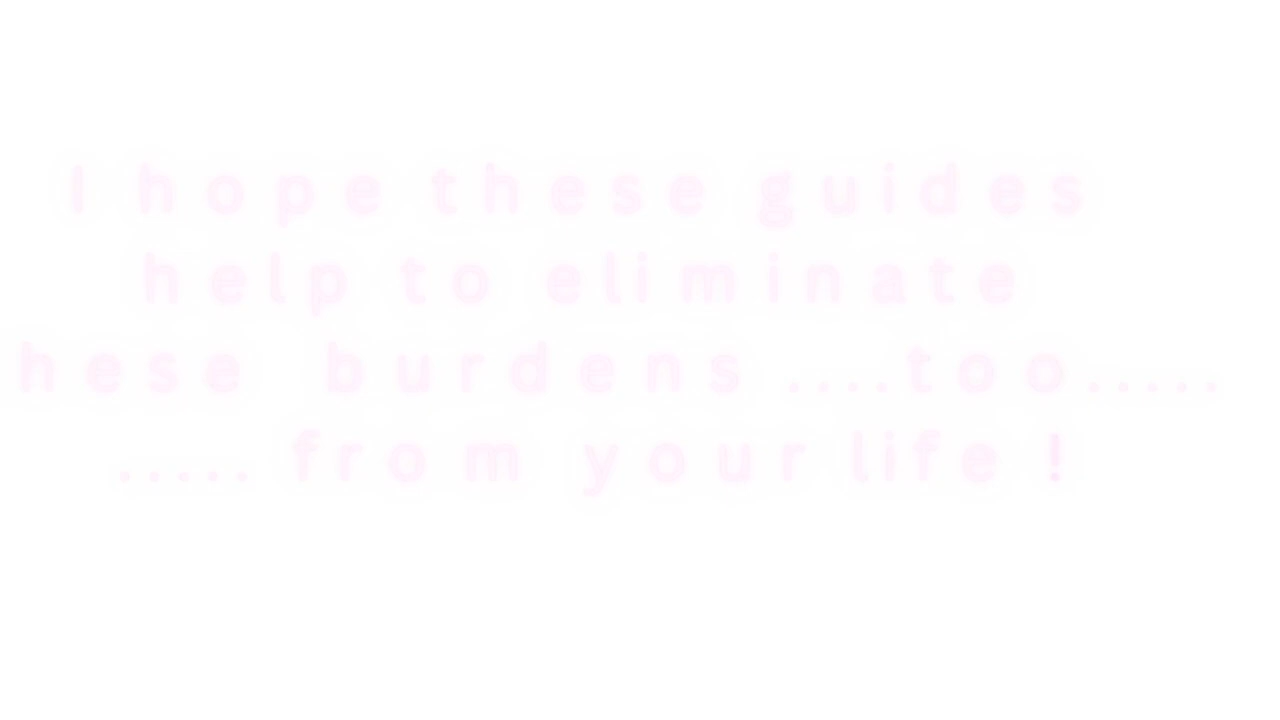 I hope these guides
help to eliminate
hese burdens ....too.....
..... from your life !